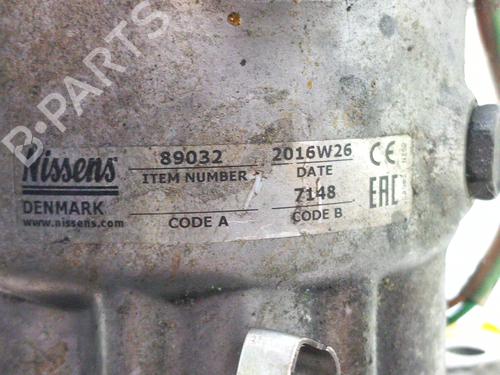 B-PARTS
Nissens
DENMARK
www.nissens.com
89032
ITEM NUMBER
CODE A
2016W26
DATE
7148
CODE B
CE
EAC